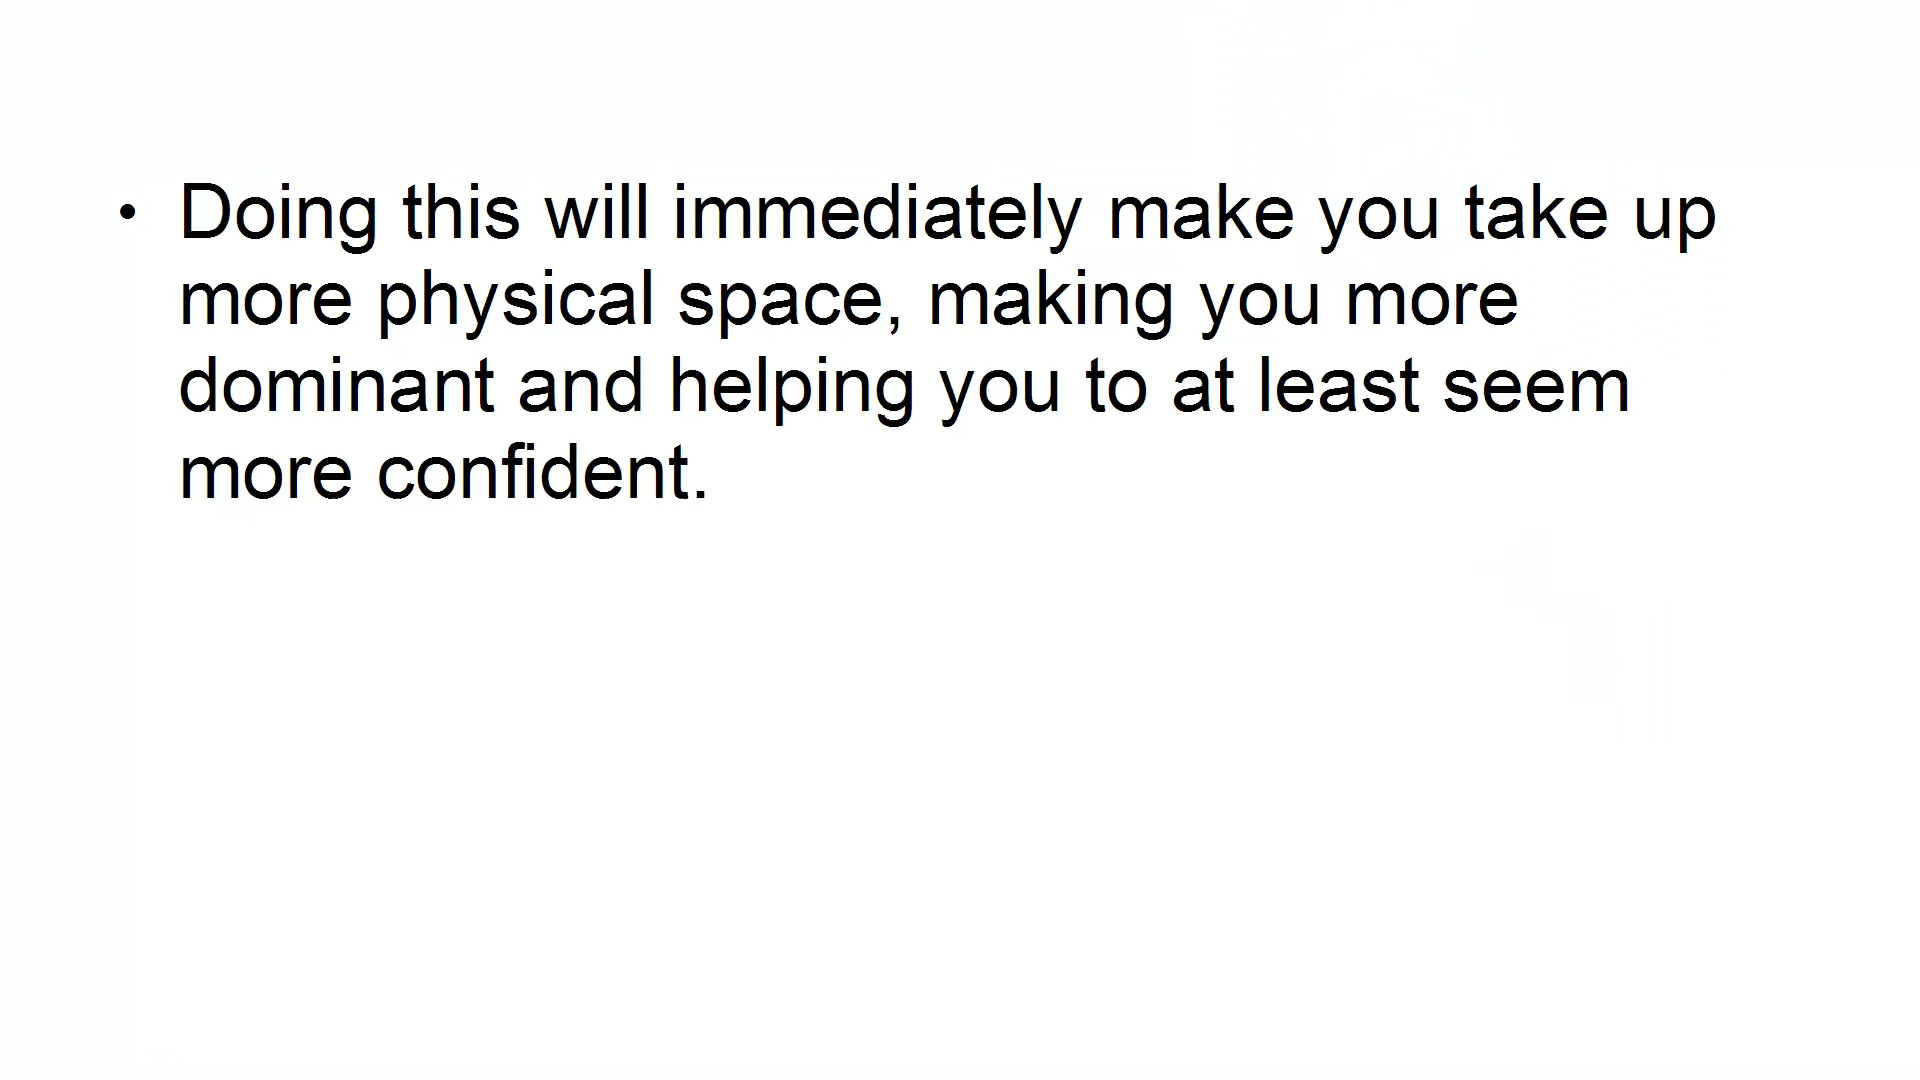 • Doing this will immediately make you take up
more physical space, making you more
dominant and helping you to at least seem
more confident.